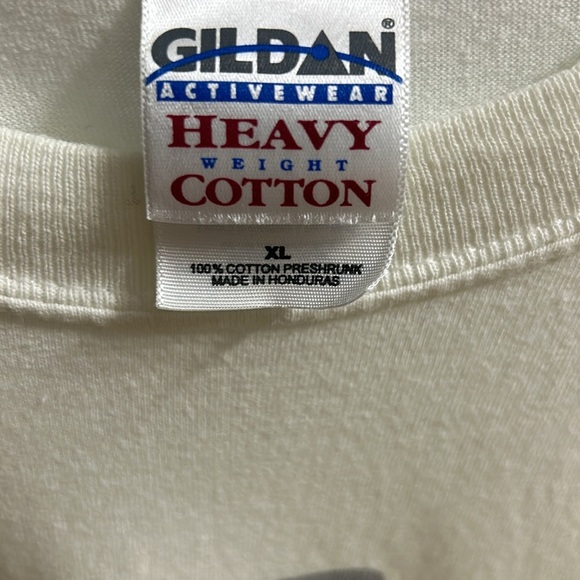 GILDAN®
ACTIVEWEAR
HEAVY
WEIGHT
COTTON
XL
100% COTTON PRESHRUNK
MADE IN HONDURAS